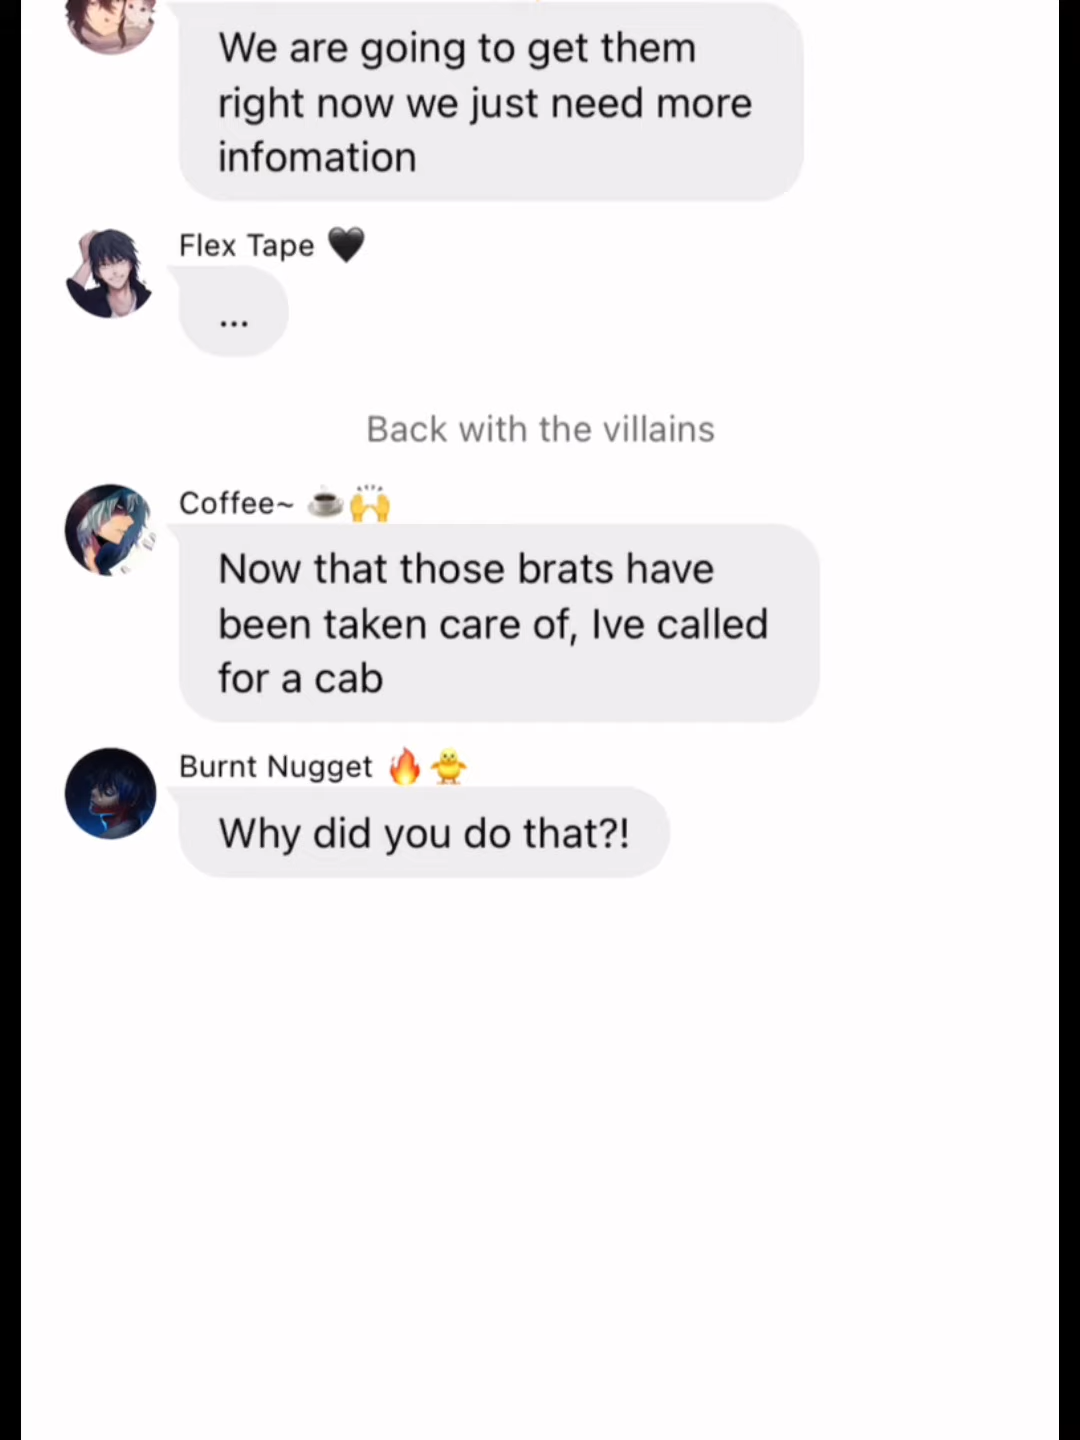 We are going to get them
right now we just need more
infomation
Flex Tape 🖤
...
Back with the villains
Coffee~ ☕🙌
Now that those brats have
been taken care of, Ive called
for a cab
Burnt Nugget 🔥🐥
Why did you do that?!